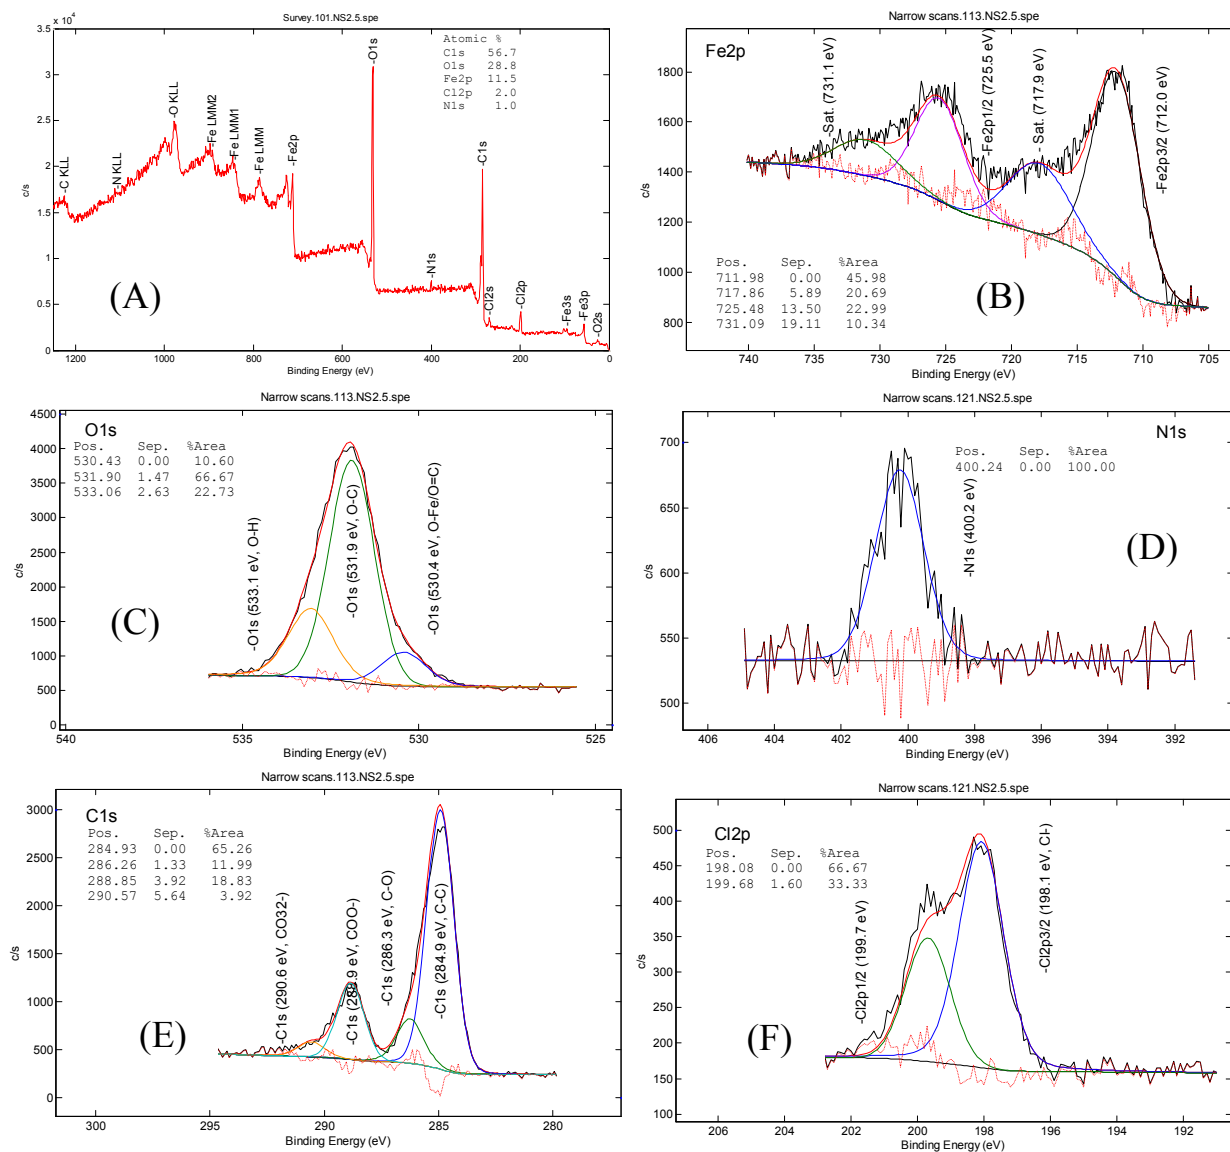 Survey.101.NS2.5.spe
x 10^4
3.5
3
2.5
2
1.5
1
0.5
0
c/s
Atomic %
C1s 56.7
O1s 28.8
Fe2p 11.5
Cl2p 2.0
N1s 1.0
-C KLL
-N KLL
-O KLL
-Fe LMM2
-Fe LMM1
-Fe LMM
-Fe2p
-O1s
-N1s
-C1s
-Cl2s
-Cl2p
-Fe3s
-Fe3p
-O2s
(A)
1200 1000 800 600 400 200 0
Binding Energy (eV)
Narrow scans.113.NS2.5.spe
Fe2p
1800
1600
1400
1200
1000
800
c/s
-Sat. (731.1 eV)
-Fe2p1/2 (725.5 eV)
- Sat. (717.9 eV)
-Fe2p3/2 (712.0 eV)
Pos. Sep. %Area
711.98 0.00 45.98
717.86 5.89 20.69
725.48 13.50 22.99
731.09 19.11 10.34
(B)
740 735 730 725 720 715 710 705
Binding Energy (eV)
Narrow scans.113.NS2.5.spe
O1s
4500
4000
3500
3000
2500
2000
1500
1000
500
0
c/s
Pos. Sep. %Area
530.43 0.00 10.60
531.90 1.47 66.67
533.06 2.63 22.73
-O1s (533.1 eV, O-H)
-O1s (531.9 eV, O-C)
-O1s (530.4 eV, O-Fe/O=C)
(C)
540 535 530 525
Binding Energy (eV)
Narrow scans.121.NS2.5.spe
N1s
700
650
600
550
500
c/s
Pos. Sep. %Area
400.24 0.00 100.00
-N1s (400.2 eV)
(D)
406 404 402 400 398 396 394 392
Binding Energy (eV)
Narrow scans.113.NS2.5.spe
C1s
3000
2500
2000
1500
1000
500
0
c/s
Pos. Sep. %Area
284.93 0.00 65.26
286.26 1.33 11.99
288.85 3.92 18.83
290.57 5.64 3.92
-C1s (290.6 eV, CO32-)
-C1s (288.9 eV, COO-)
-C1s (286.3 eV, C-O)
-C1s (284.9 eV, C-C)
(E)
300 295 290 285 280
Binding Energy (eV)
Narrow scans.121.NS2.5.spe
Cl2p
500
450
400
350
300
250
200
150
100
c/s
Pos. Sep. %Area
198.08 0.00 66.67
199.68 1.60 33.33
-Cl2p1/2 (199.7 eV)
-Cl2p3/2 (198.1 eV, Cl-)
(F)
206 204 202 200 198 196 194 192
Binding Energy (eV)